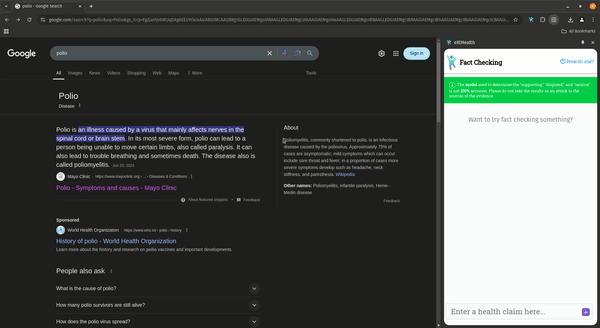 polio - Google Search
All Bookmarks
Google
polio
Sign in
All Images News Videos Shopping Web Maps More Tools
Polio
Disease
Polio is an illness caused by a virus that mainly affects nerves in the
spinal cord or brain stem. In its most severe form, polio can lead to a
person being unable to move certain limbs, also called paralysis. It can
also lead to trouble breathing and sometimes death. The disease also is
called poliomyelitis.
Mayo Clinic
https://www.mayoclinic.org › ... › Diseases & Conditions
Polio - Symptoms and causes - Mayo Clinic
About featured snippets • Feedback
About
Poliomyelitis, commonly shortened to polio, is an infectious
disease caused by the poliovirus. Approximately 75% of
cases are asymptomatic; mild symptoms which can occur
include sore throat and fever; in a proportion of cases
more severe symptoms develop such as headache, neck
stiffness, and paresthesia. Wikipedia
Other names: Poliomyelitis, infantile paralysis, Heine–
Medin disease
Feedback
Sponsored
World Health Organization
https://www.who.int › polio › history
History of polio - World Health Organization
Learn more about the history and research on polio vaccines and important developments.
People also ask
What is the cause of polio?
How many polio survivors are still alive?
How does the polio virus spread?
Fact Checking
How to use?
The model used to determine the "supporting," "disputed," and "neutral"
is not 100% accurate. Please do not take the results as an attack to the
sources of the evidence.
Want to try fact checking something?
Enter a health claim here...